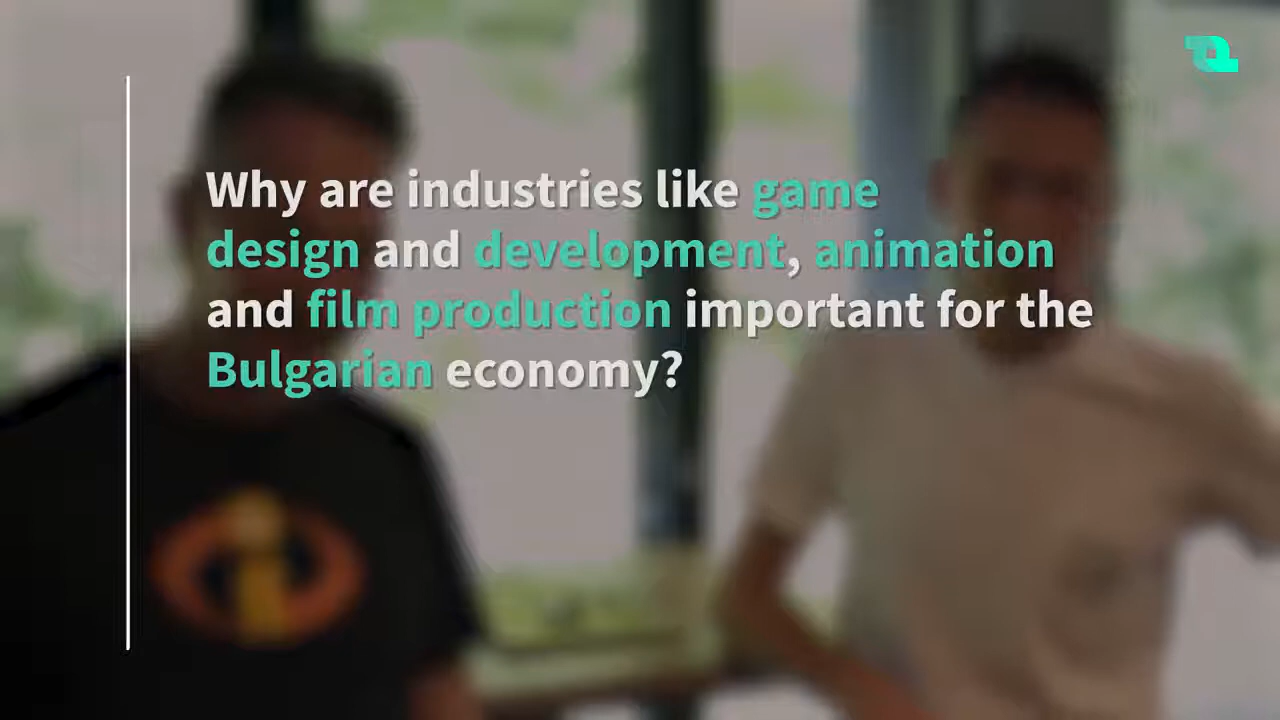 Why are industries like game
design and development, animation
and film production important for the
Bulgarian economy?